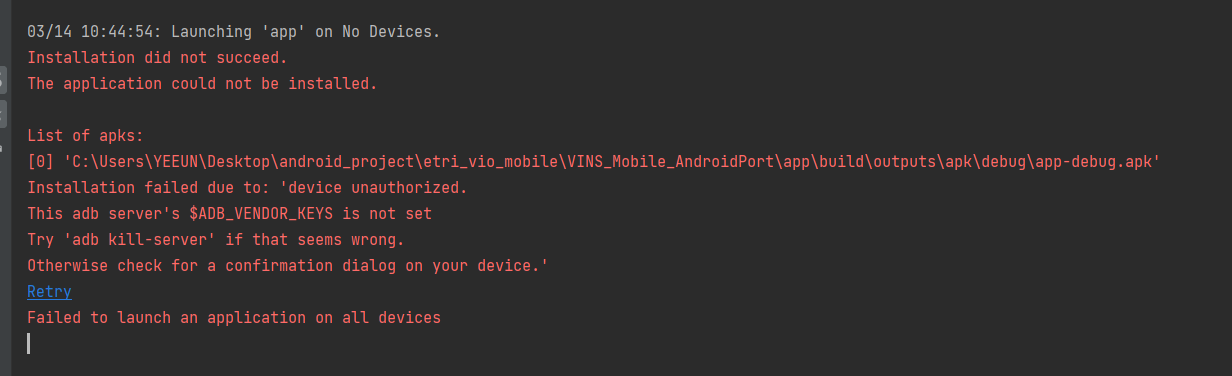 03/14 10:44:54: Launching 'app' on No Devices.
Installation did not succeed.
The application could not be installed.
List of apks:
[0] 'C:\Users\YEEUN\Desktop\android_project\etri_vio_mobile\VINS_Mobile_AndroidPort\app\build\outputs\apk\debug\app-debug.apk'
Installation failed due to: 'device unauthorized.
This adb server's $ADB_VENDOR_KEYS is not set
Try 'adb kill-server' if that seems wrong.
Otherwise check for a confirmation dialog on your device.'
Retry
Failed to launch an application on all devices